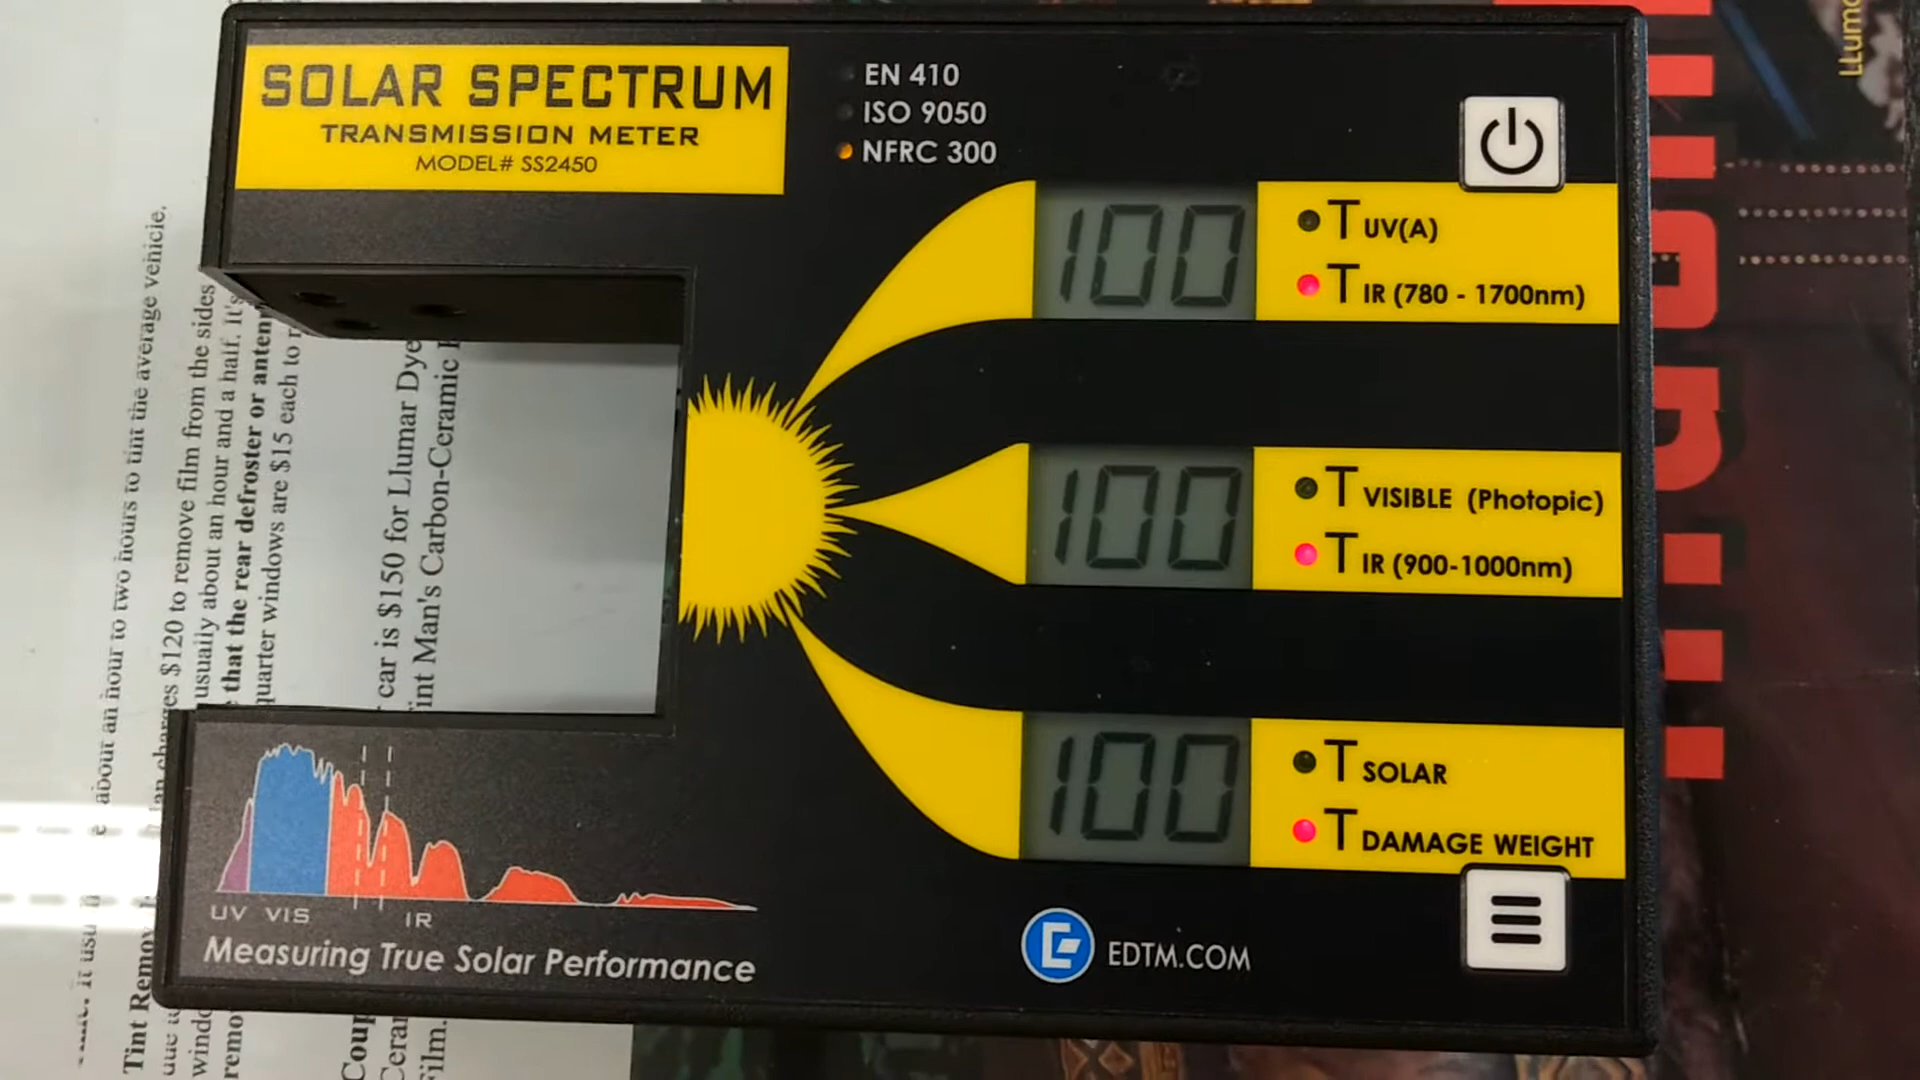 SOLAR SPECTRUM
TRANSMISSION METER
MODEL# SS2450
EN 410
ISO 9050
NFRC 300
100
T UV(A)
T IR (780 - 1700nm)
100
T VISIBLE (Photopic)
T IR (900-1000nm)
100
T SOLAR
T DAMAGE WEIGHT
UV VIS IR
Measuring True Solar Performance
EDTM.COM
about an hour to two hours to tint the average vehicle.
$120 to remove film from the sides
usually about an hour and a half. It's
that the rear defroster or
quarter windows are $15 each to
car is $150 for Llumar
Man's Carbon-Ceramic
Tint